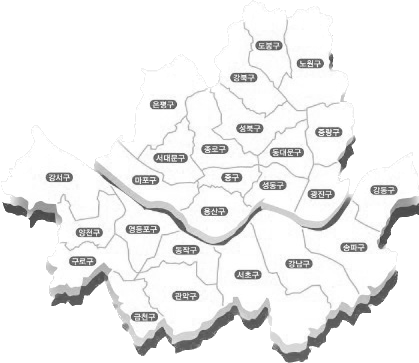 도봉구
노원구
강북구
은평구
성북구
중랑구
종로구
동대문구
서대문구
강서구
마포구
중구
성동구
강동구
광진구
용산구
양천구
영등포구
동작구
송파구
구로구
서초구
강남구
관악구
금천구